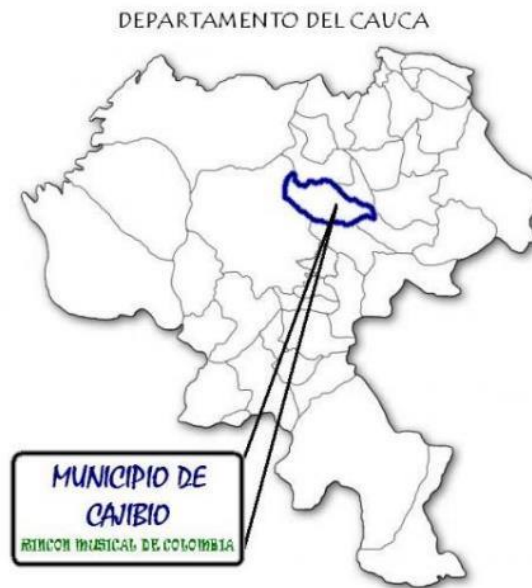 DEPARTAMENTO DEL CAUCA
MUNICIPIO DE
CAJIBIO
RINCON MUSICAL DE COLOMBIA